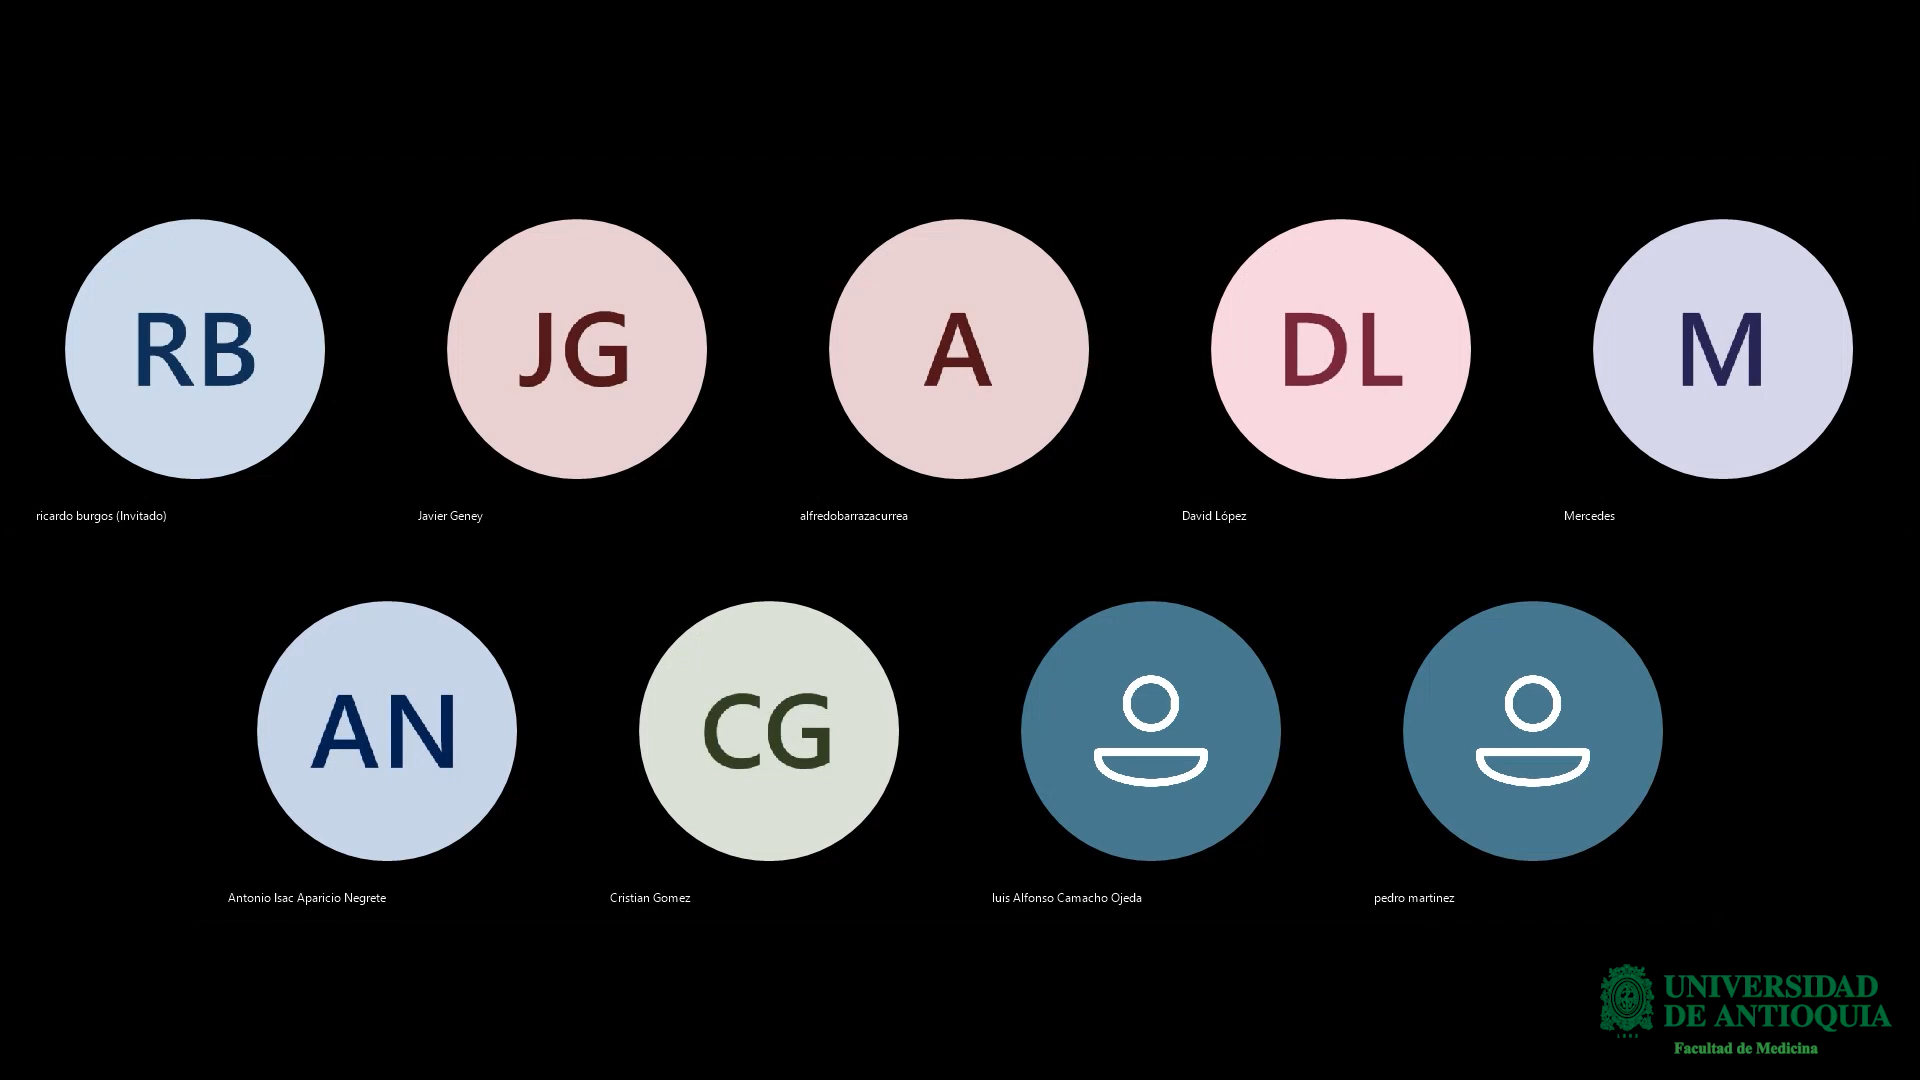 RB
JG
A
DL
M
ricardo burgos (Invitado)
Javier Geney
alfredobarrazacurrea
David López
Mercedes
AN
CG
Antonio Isac Aparicio Negrete
Cristian Gomez
luis Alfonso Camacho Ojeda
pedro martinez
UNIVERSIDAD
DE ANTIOQUIA
1803
Facultad de Medicina